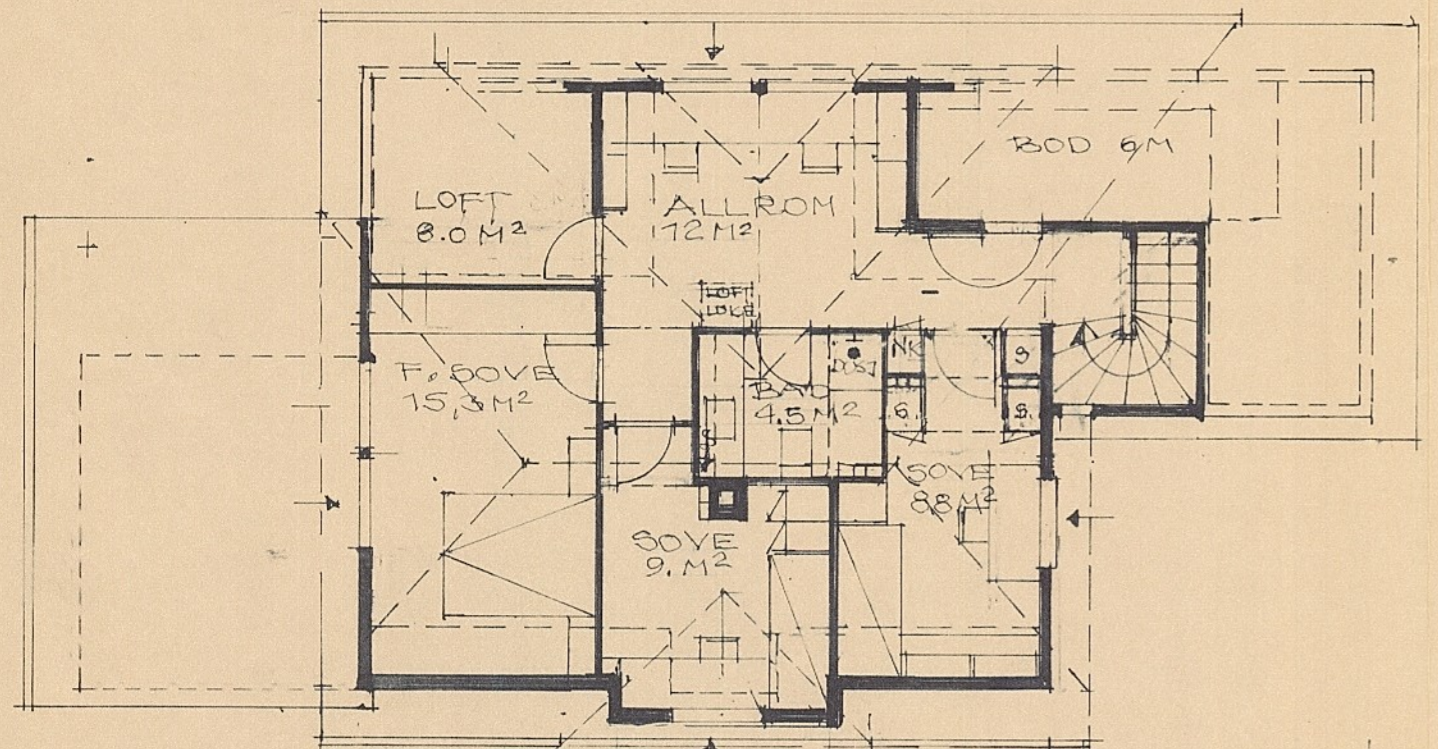 BOD 6M
LOFT
8.0 M²
ALLROM
12 M²
LOFT
LUKE
F. SOVE
15,3 M²
BAD
4.5 M²
NK
S
S.
S.
SOVE
8,8 M²
SOVE
9. M²